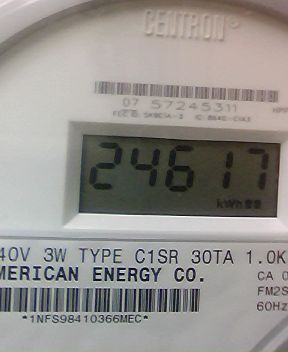 CENTRON®
07 57245311
24617
kWh
40V 3W TYPE C1SR 30TA 1.0K
MERICAN ENERGY CO.
CA 0
FM2S
60Hz
*1NFS98410366MEC*